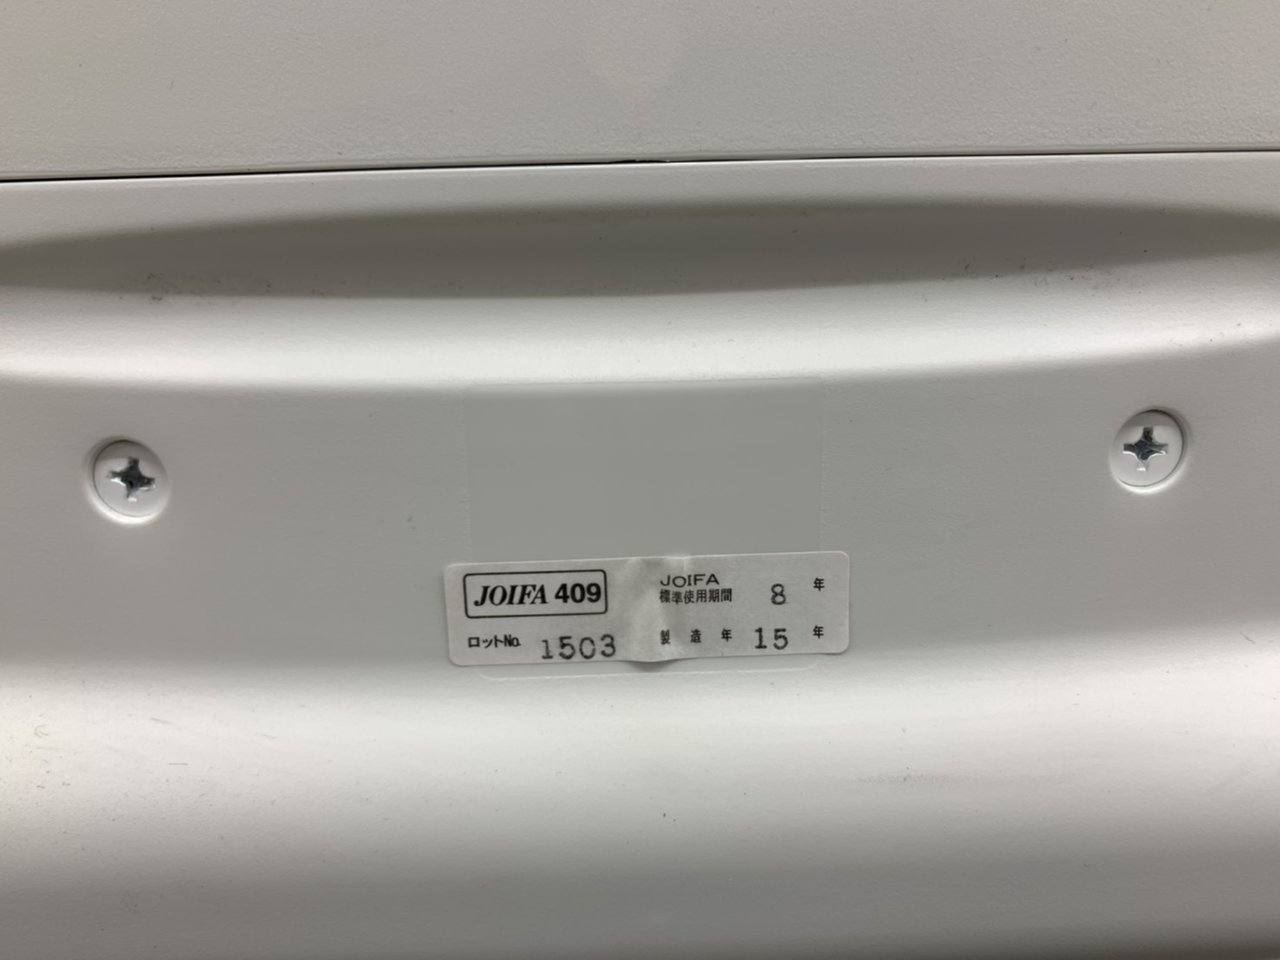 JOIFA 409
ロットNo. 1503
JOIFA
標準使用期間 8 年
製造年 15 年